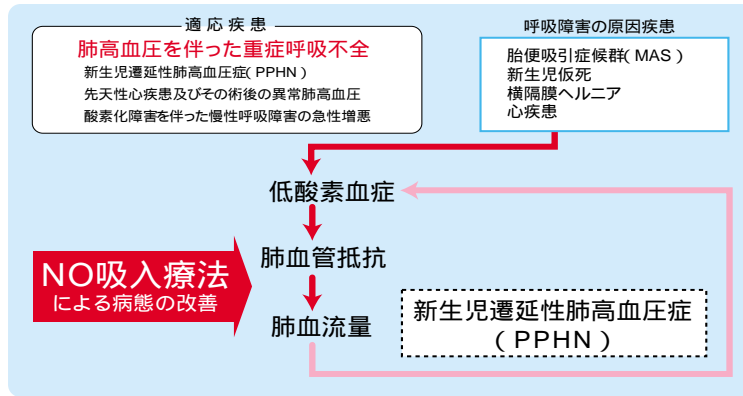 適応疾患
肺高血圧を伴った重症呼吸不全
新生児遷延性肺高血圧症(PPHN)
先天性心疾患及びその術後の異常肺高血圧
酸素化障害を伴った慢性呼吸障害の急性増悪
呼吸障害の原因疾患
胎便吸引症候群(MAS)
新生児仮死
横隔膜ヘルニア
心疾患
低酸素血症
肺血管抵抗
肺血流量
NO吸入療法
による病態の改善
新生児遷延性肺高血圧症
(PPHN)